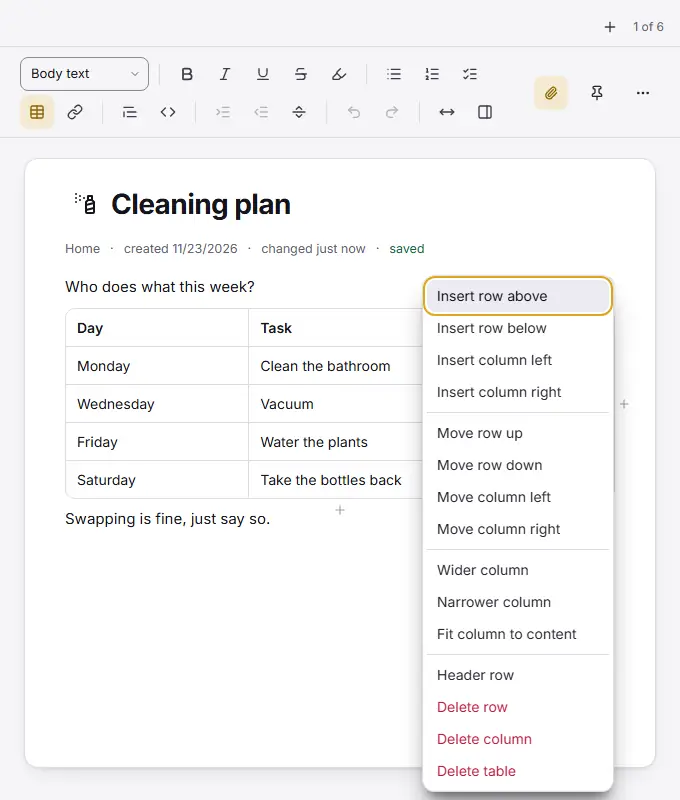 1 of 6
Body text
Cleaning plan
Home · created 11/23/2026 · changed just now · saved
Who does what this week?
Day Task
Monday Clean the bathroom
Wednesday Vacuum
Friday Water the plants
Saturday Take the bottles back
Swapping is fine, just say so.
Insert row above
Insert row below
Insert column left
Insert column right
Move row up
Move row down
Move column left
Move column right
Wider column
Narrower column
Fit column to content
Header row
Delete row
Delete column
Delete table